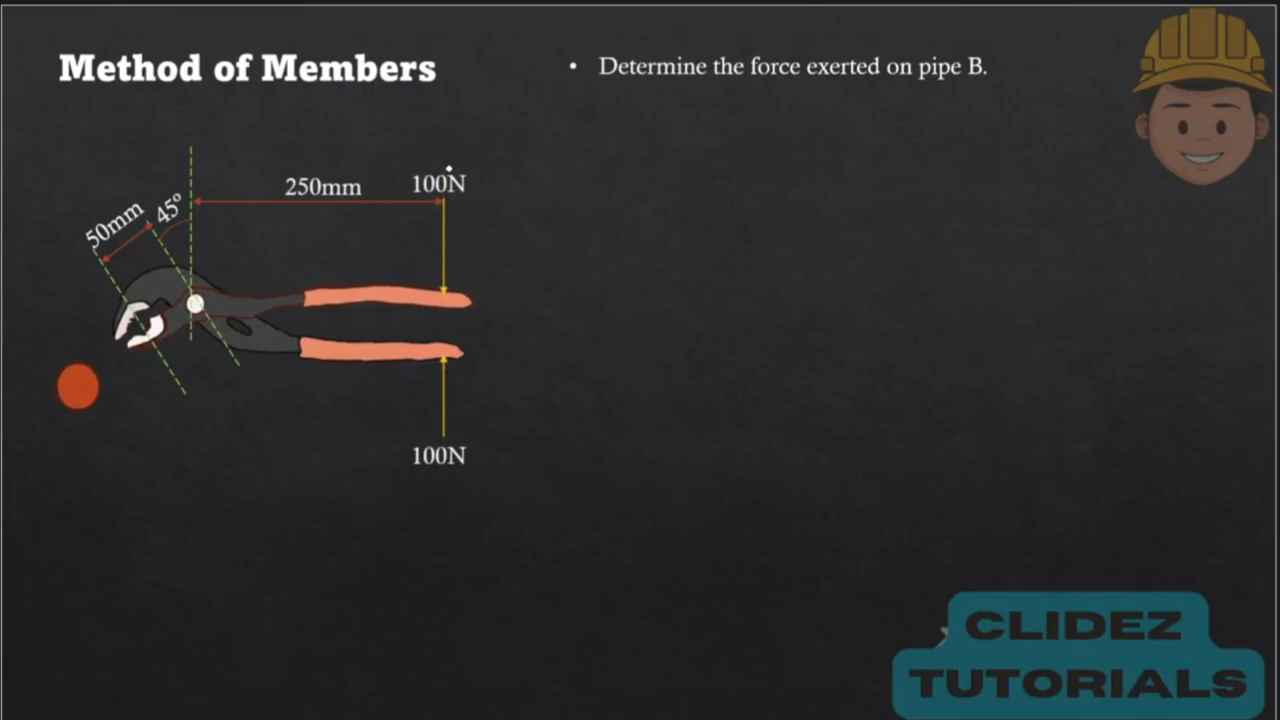 Method of Members
• Determine the force exerted on pipe B.
250mm
100N
50mm
45°
100N
CLIDEZ
TUTORIALS